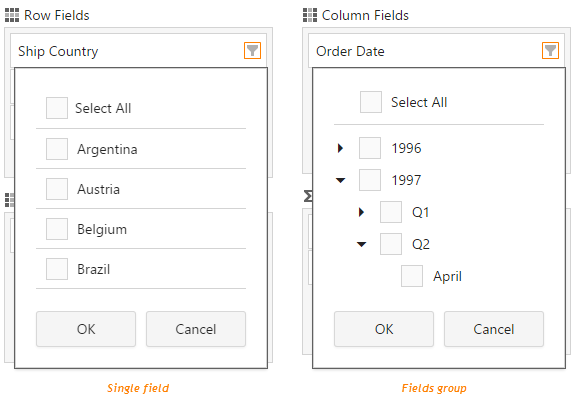 Row Fields
Ship Country
Select All
Argentina
Austria
Belgium
Brazil
OK Cancel
Single field
Column Fields
Order Date
Select All
1996
1997
Q1
Q2
April
OK Cancel
Fields group